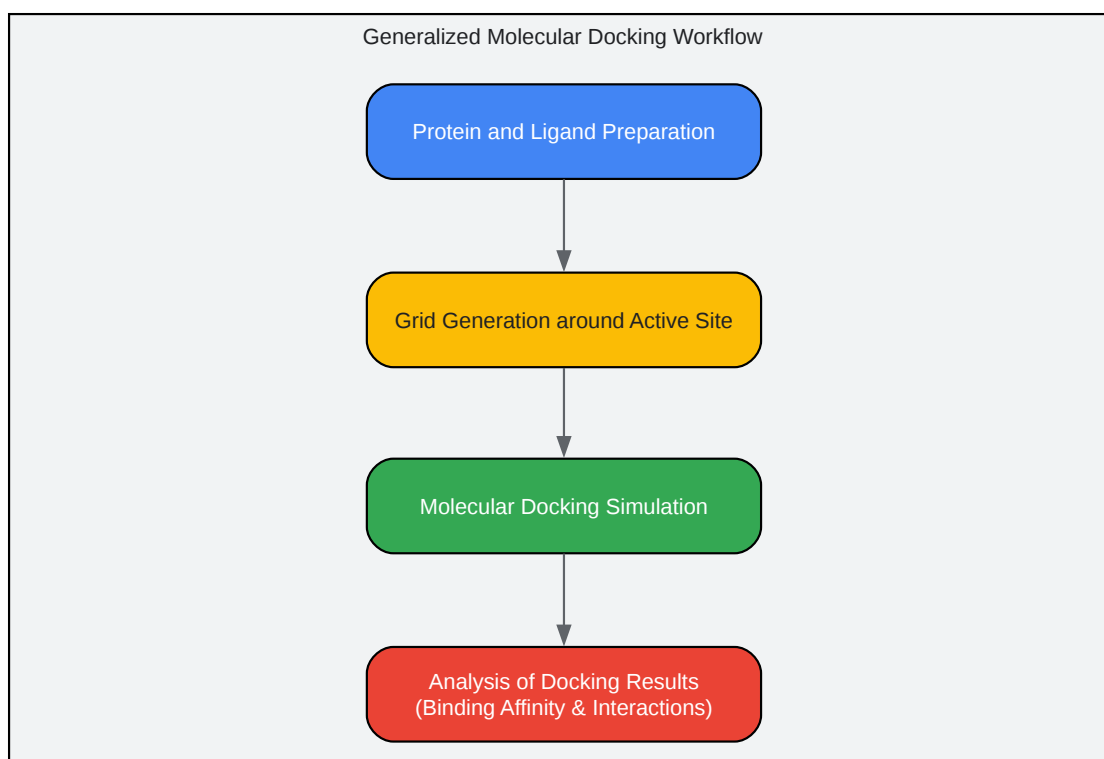 Generalized Molecular Docking Workflow
Protein and Ligand Preparation
Grid Generation around Active Site
Molecular Docking Simulation
Analysis of Docking Results
(Binding Affinity & Interactions)